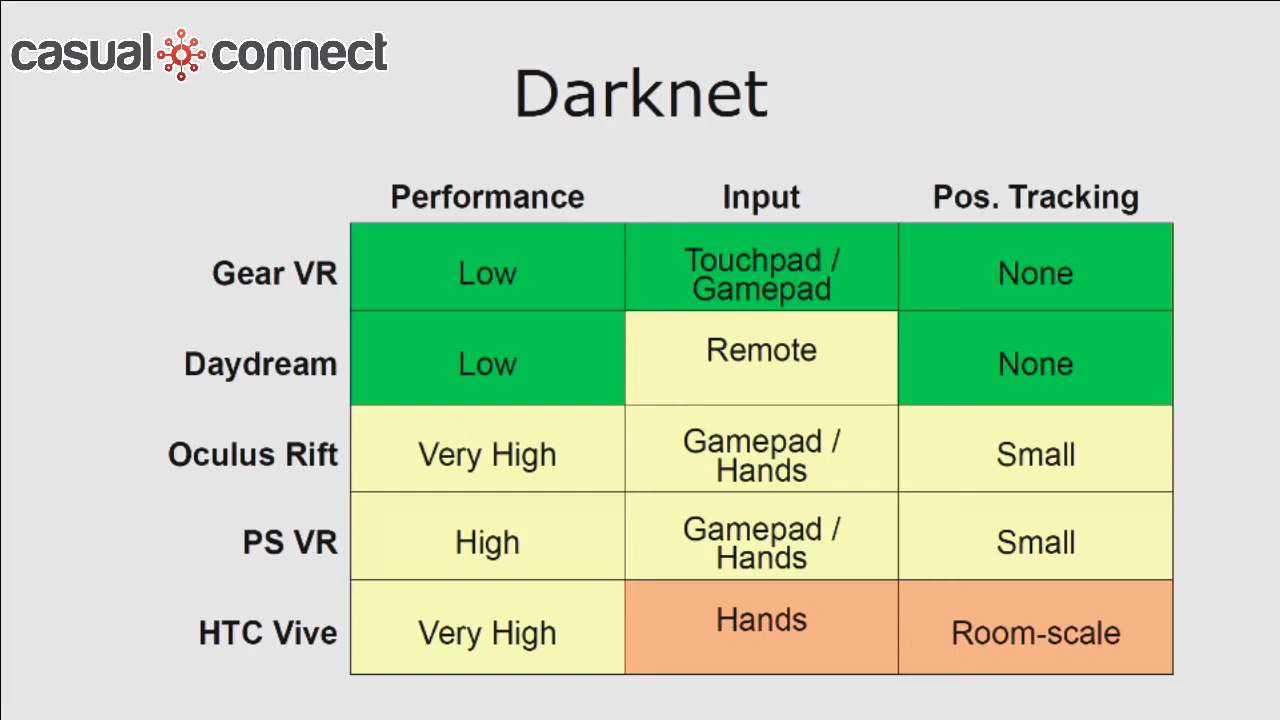 casual connect
Darknet
Performance Input Pos. Tracking
Gear VR Low Touchpad / None
Gamepad
Daydream Low Remote None
Oculus Rift Very High Gamepad / Small
Hands
PS VR High Gamepad / Small
Hands
HTC Vive Very High Hands Room-scale